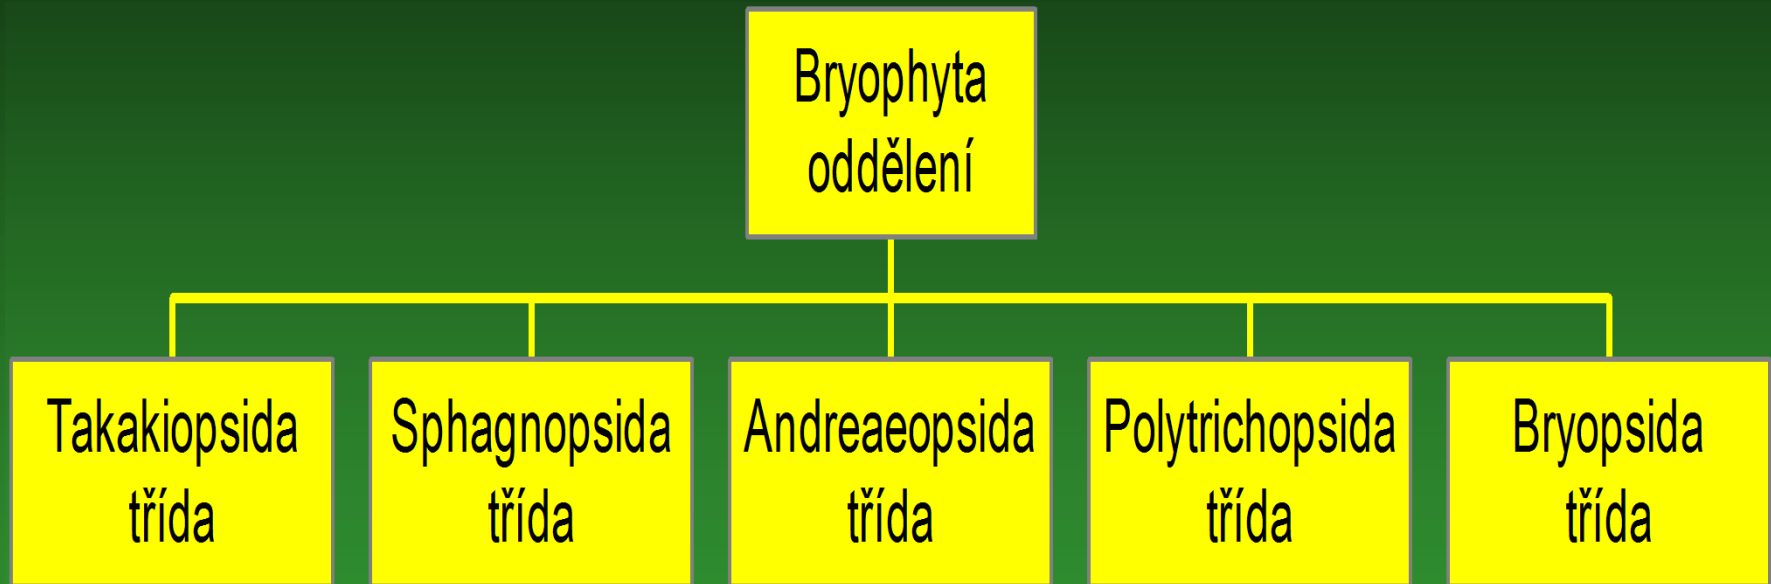 Bryophyta
oddělení
Takakiopsida
třída
Sphagnopsida
třída
Andreaeopsida
třída
Polytrichopsida
třída
Bryopsida
třída